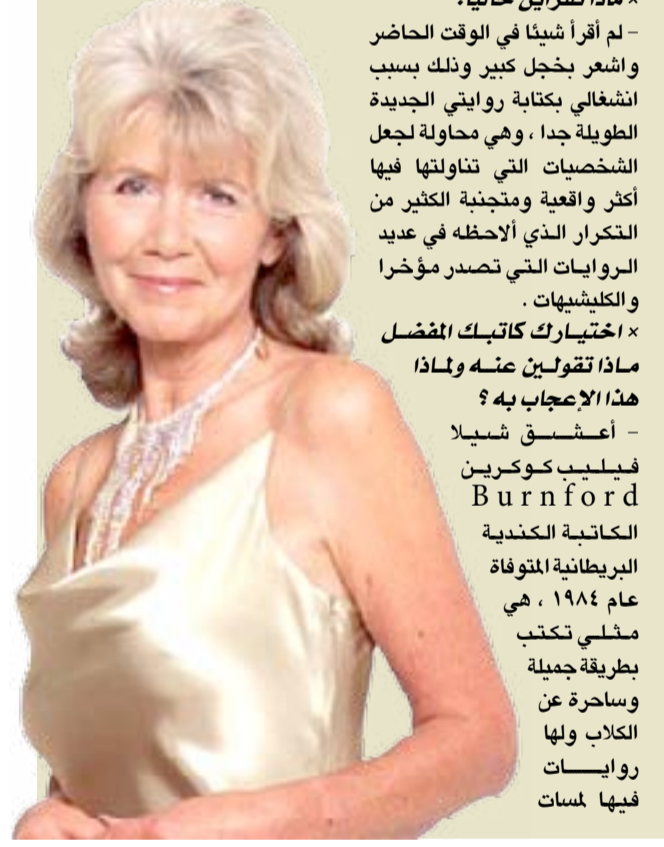 × ماذا تقرأين حاليا؟
– لم أقرأ شيئا في الوقت الحاضر
واشعر بخجل كبير وذلك بسبب
انشغالي بكتابة روايتي الجديدة
الطويلة جدا ، وهي محاولة لجعل
الشخصيات التي تناولتها فيها
أكثر واقعية ومتجنبة الكثير من
التكرار الذي ألاحظه في عديد
الروايات التي تصدر مؤخرا
والكليشيهات .
× اختيارك كاتبك المفضل
ماذا تقولين عنه ولماذا
هذا الإعجاب به ؟
– أعشق شيلا
فيليب كوكرين
Burnford
الكاتبة الكندية
البريطانية المتوفاة
عام ١٩٨٤ ، هي
مثلي تكتب
بطريقة جميلة
وساحرة عن
الكلاب ولها
روايات
فيها لمسات